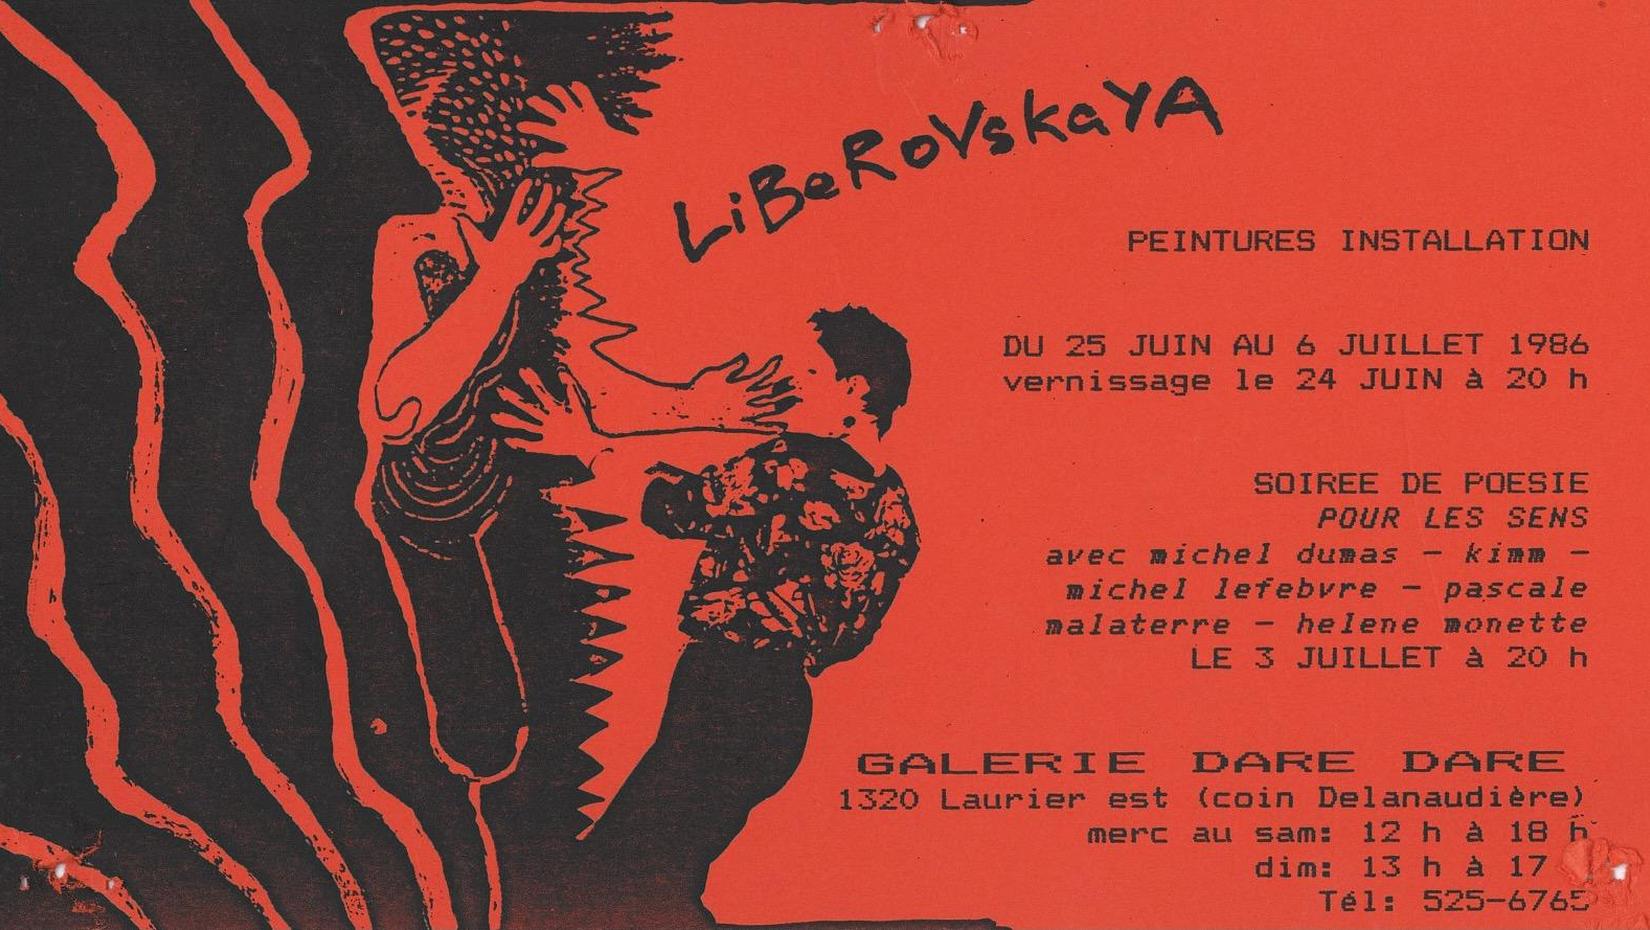 LiBeRoVskaYA
PEINTURES INSTALLATION
DU 25 JUIN AU 6 JUILLET 1986
vernissage le 24 JUIN à 20 h
SOIREE DE POESIE
POUR LES SENS
avec michel dumas - kimm -
michel lefebvre - pascale
malaterre - helene monette
LE 3 JUILLET à 20 h
GALERIE DARE DARE
1320 Laurier est (coin Delanaudière)
merc au sam: 12 h à 18 h
dim: 13 h à 17
Tél: 525-6765